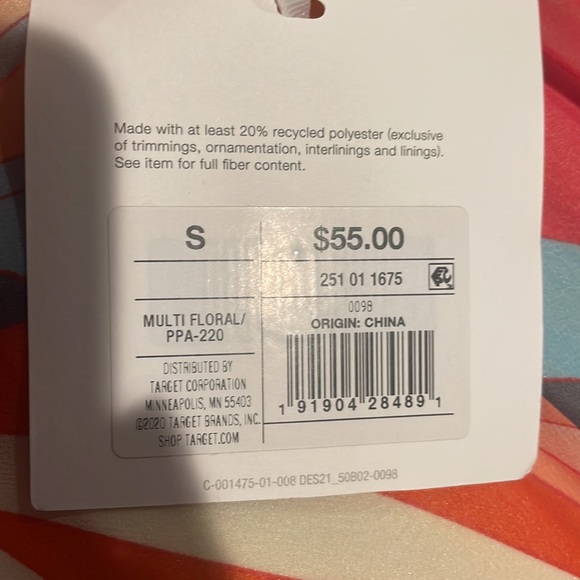 Made with at least 20% recycled polyester (exclusive
of trimmings, ornamentation, interlinings and linings).
See item for full fiber content.
S
$55.00
251 01 1675
0098
MULTI FLORAL/
PPA-220
ORIGIN: CHINA
DISTRIBUTED BY
TARGET CORPORATION
MINNEAPOLIS, MN 55403
©2020 TARGET BRANDS, INC.
SHOP TARGET.COM
1 91904 28489 1
C-001475-01-008 DES21_50B02-0098